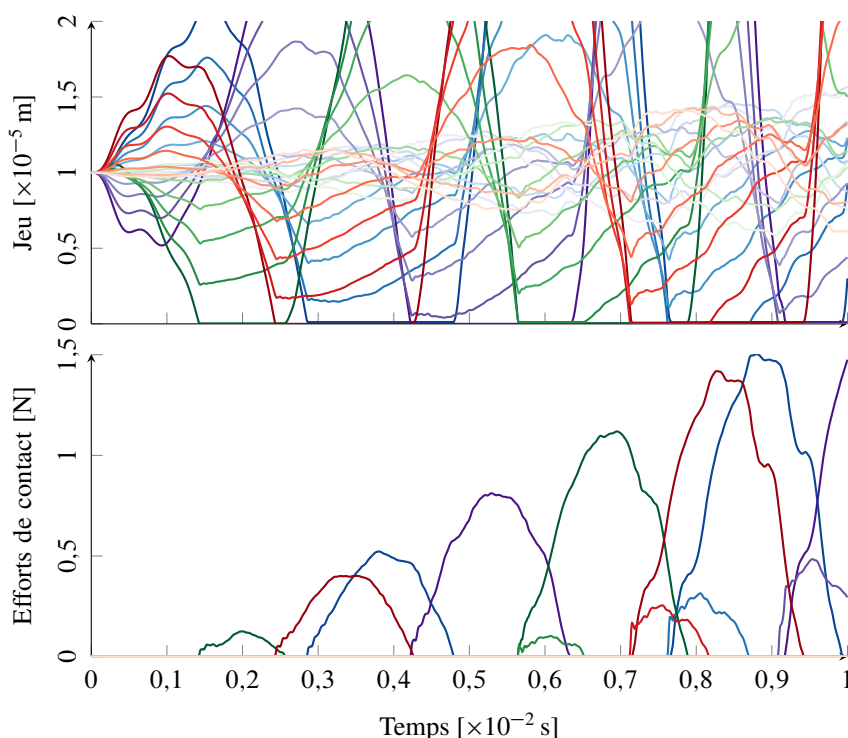 2
1,5
1
0,5
0
Jeu [×10⁻⁵ m]
1,5
1
0,5
0
Efforts de contact [N]
0 0,1 0,2 0,3 0,4 0,5 0,6 0,7 0,8 0,9 1
Temps [×10⁻² s]